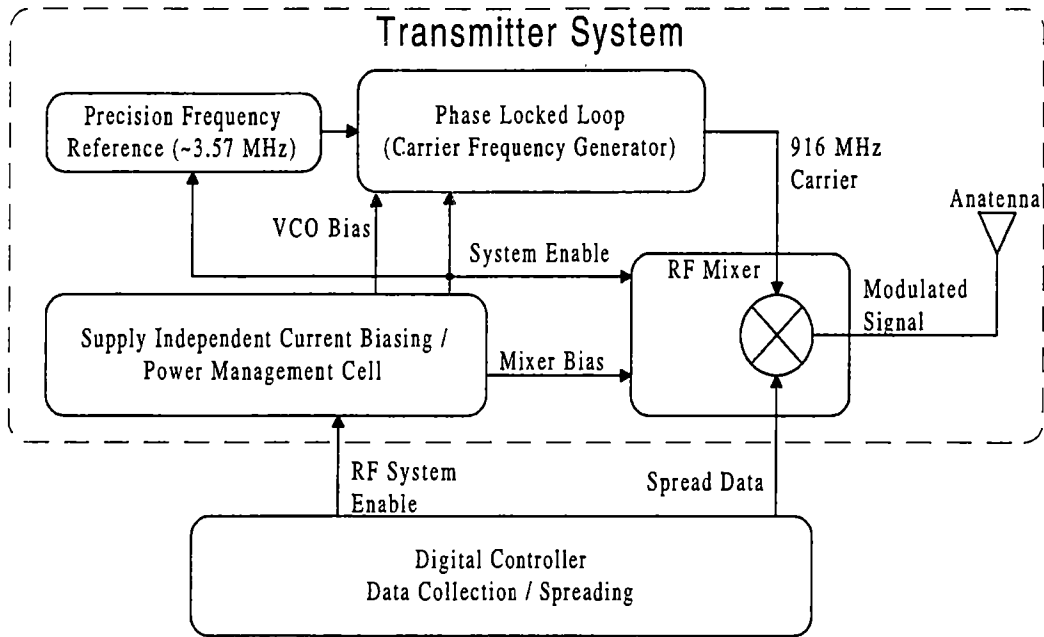 Transmitter System
Precision Frequency
Reference (~3.57 MHz)
Phase Locked Loop
(Carrier Frequency Generator)
916 MHz
Carrier
Anatenna
VCO Bias
System Enable
RF Mixer
Modulated
Signal
Supply Independent Current Biasing /
Power Management Cell
Mixer Bias
RF System
Enable
Spread Data
Digital Controller
Data Collection / Spreading